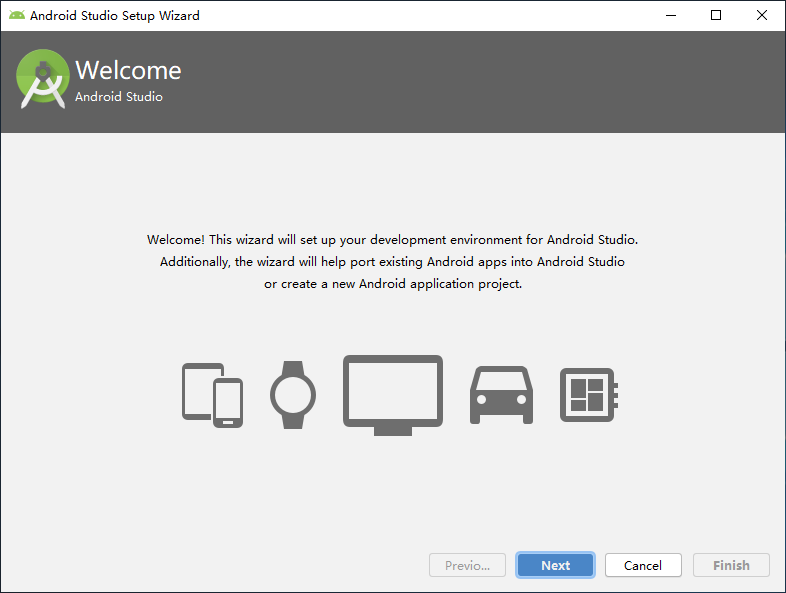 Android Studio Setup Wizard
Welcome
Android Studio
Welcome! This wizard will set up your development environment for Android Studio.
Additionally, the wizard will help port existing Android apps into Android Studio
or create a new Android application project.
Previo...
Next
Cancel
Finish